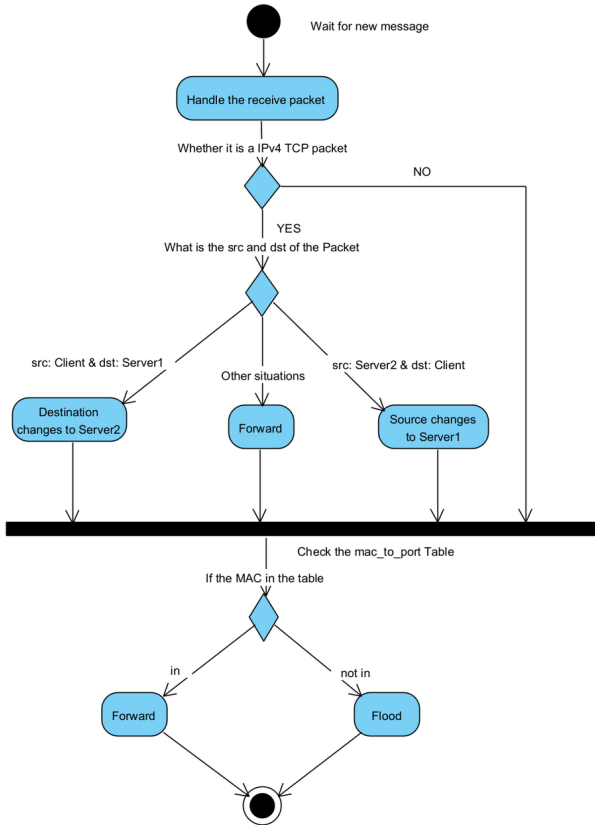 Wait for new message
Handle the receive packet
Whether it is a IPv4 TCP packet
NO
YES
What is the src and dst of the Packet
src: Client & dst: Server1
Other situations
src: Server2 & dst: Client
Destination
changes to Server2
Forward
Source changes
to Server1
Check the mac_to_port Table
If the MAC in the table
in
not in
Forward
Flood